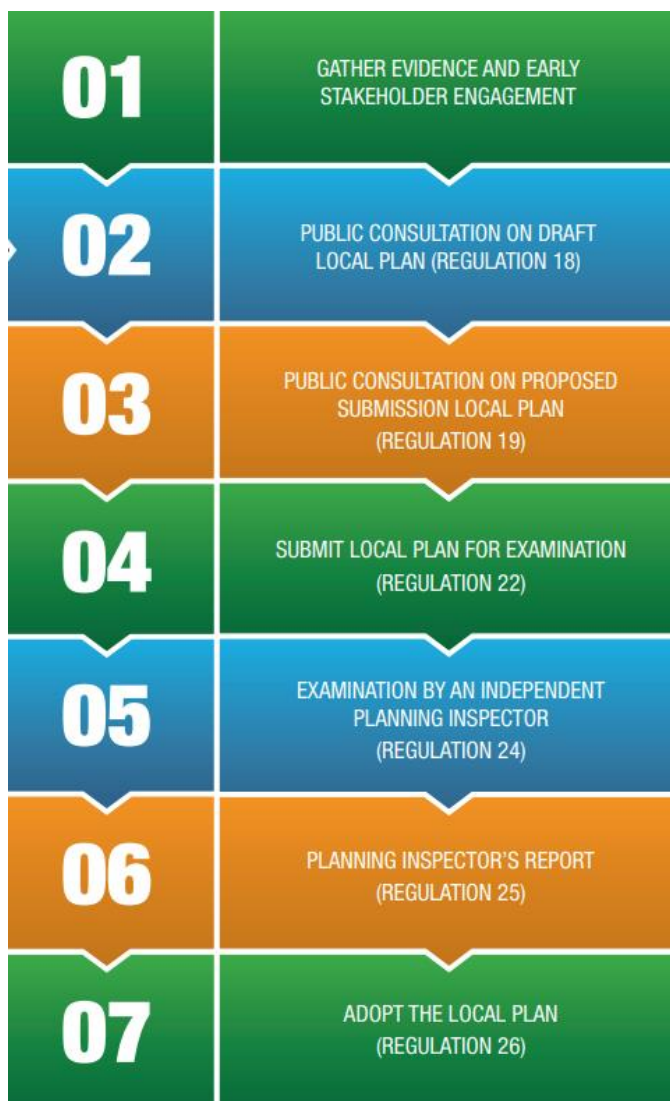 01
GATHER EVIDENCE AND EARLY
STAKEHOLDER ENGAGEMENT
02
PUBLIC CONSULTATION ON DRAFT
LOCAL PLAN (REGULATION 18)
03
PUBLIC CONSULTATION ON PROPOSED
SUBMISSION LOCAL PLAN
(REGULATION 19)
04
SUBMIT LOCAL PLAN FOR EXAMINATION
(REGULATION 22)
05
EXAMINATION BY AN INDEPENDENT
PLANNING INSPECTOR
(REGULATION 24)
06
PLANNING INSPECTOR'S REPORT
(REGULATION 25)
07
ADOPT THE LOCAL PLAN
(REGULATION 26)